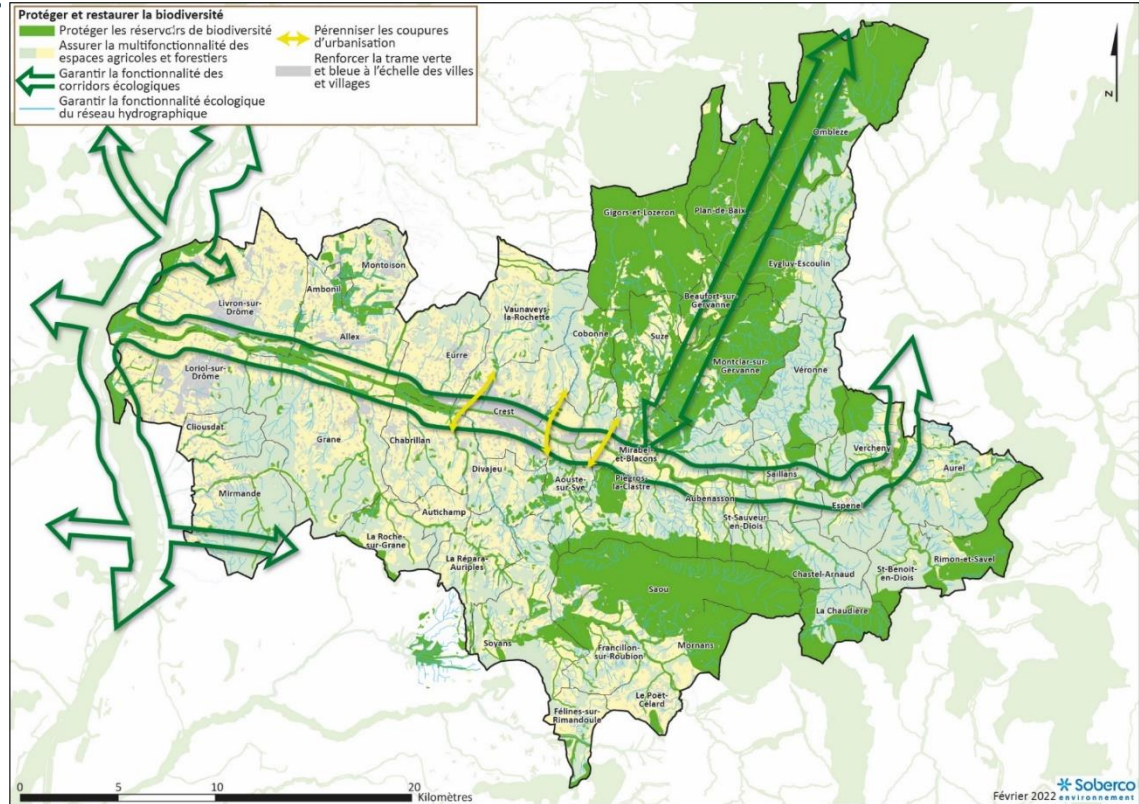 Protéger et restaurer la biodiversité
Protéger les réservoirs de biodiversité
Assurer la multifonctionnalité des
espaces agricoles et forestiers
Garantir la fonctionnalité des
corridors écologiques
Garantir la fonctionnalité écologique
du réseau hydrographique
Pérenniser les coupures
d'urbanisation
Renforcer la trame verte
et bleue à l'échelle des villes
et villages
N
Omblèze
Gigors-et-Lozeron
Plan-de-Baix
Eygluy-Escoulin
Montoison
Ambonil
Livron-sur-
Drôme
Beaufort-sur-
Gervanne
Vaunaveys-
la-Rochette
Allex
Cobonne
Suze
Eurre
Montclar-sur-
Gervanne
Loriol-sur-
Drôme
Véronne
Crest
Cliousdat
Grane
Chabrillan
Mirabel-
et-Blacons
Vercheny
Aurel
Divajeu
Saillans
Mirmande
Aouste-
sur-Sye
Piégros-
la-Clastre
Aubenasson
Espenel
Autichamp
St-Sauveur-
en-Diois
La Roche-
sur-Grane
La Répara-
Auriples
Chastel-Arnaud
St-Benoit-
en-Diois
Rimon-et-Savel
Saou
La Chaudière
Soyans
Francillon-
sur-Roubion
Mornans
Le Poët-
Célard
Félines-sur-
Rimandoule
0 5 10 20
Kilomètres
Février 2022
Soberco
environnement